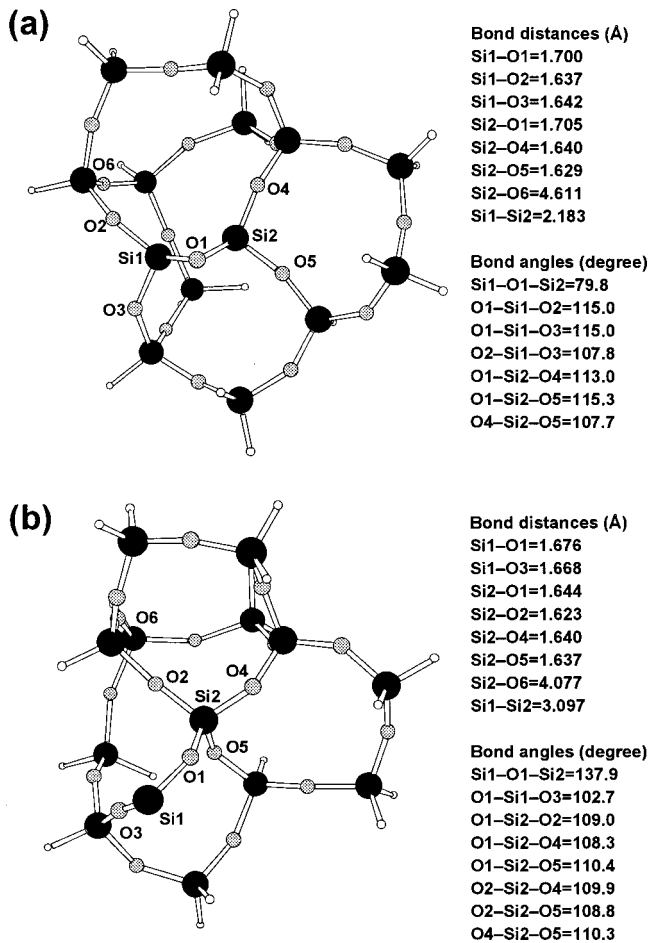 (a)
Bond distances (Å)
Si1–O1=1.700
Si1–O2=1.637
Si1–O3=1.642
Si2–O1=1.705
Si2–O4=1.640
Si2–O5=1.629
Si2–O6=4.611
Si1–Si2=2.183
Bond angles (degree)
Si1–O1–Si2=79.8
O1–Si1–O2=115.0
O1–Si1–O3=115.0
O2–Si1–O3=107.8
O1–Si2–O4=113.0
O1–Si2–O5=115.3
O4–Si2–O5=107.7
O6
O4
O2
O1
Si2
Si1
O5
O3
(b)
Bond distances (Å)
Si1–O1=1.676
Si1–O3=1.668
Si2–O1=1.644
Si2–O2=1.623
Si2–O4=1.640
Si2–O5=1.637
Si2–O6=4.077
Si1–Si2=3.097
Bond angles (degree)
Si1–O1–Si2=137.9
O1–Si1–O3=102.7
O1–Si2–O2=109.0
O1–Si2–O4=108.3
O1–Si2–O5=110.4
O2–Si2–O4=109.9
O2–Si2–O5=108.8
O4–Si2–O5=110.3
O6
O2
O4
Si2
O5
O1
Si1
O3